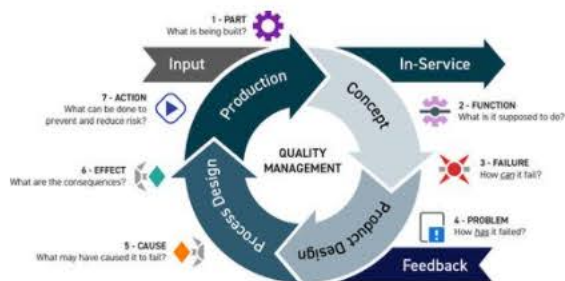 1 - PART
What is being built?
Input
In-Service
Production
Concept
7 - ACTION
What can be done to
prevent and reduce risk?
2 - FUNCTION
What is it supposed to do?
QUALITY
MANAGEMENT
6 - EFFECT
What are the consequences?
3 - FAILURE
How can it fail?
Process Design
Product Design
4 - PROBLEM
How has it failed?
5 - CAUSE
What may have caused it to fail?
Feedback